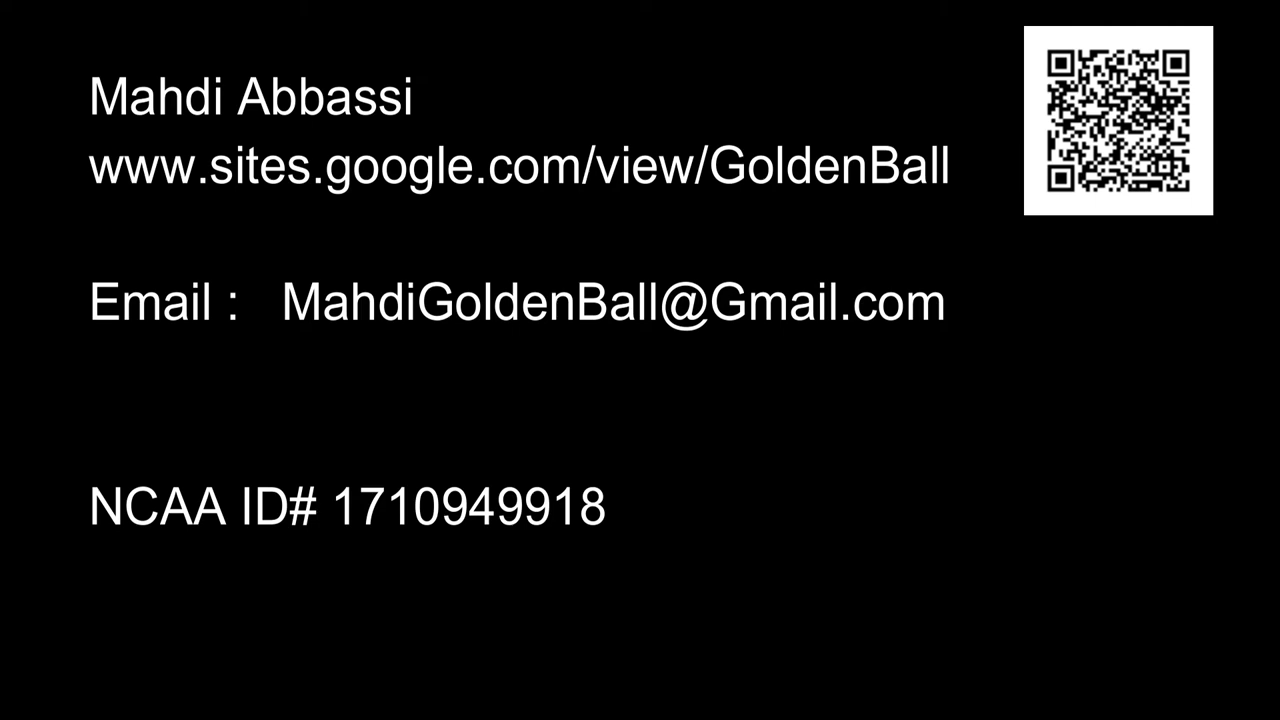 Mahdi Abbassi
www.sites.google.com/view/GoldenBall
Email :   MahdiGoldenBall@Gmail.com
NCAA ID# 1710949918